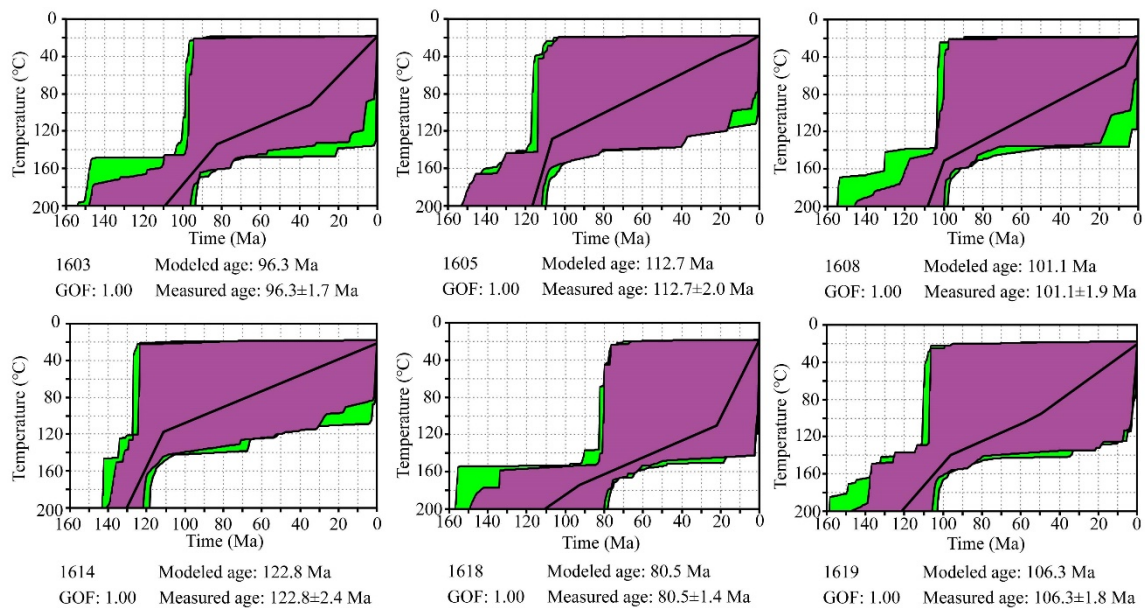 0
40
80
120
160
200
Temperature (°C)
160 140 120 100 80 60 40 20 0
Time (Ma)
1603 Modeled age: 96.3 Ma
GOF: 1.00 Measured age: 96.3±1.7 Ma
0
40
80
120
160
200
Temperature (°C)
160 140 120 100 80 60 40 20 0
Time (Ma)
1605 Modeled age: 112.7 Ma
GOF: 1.00 Measured age: 112.7±2.0 Ma
0
40
80
120
160
200
Temperature (°C)
160 140 120 100 80 60 40 20 0
Time (Ma)
1608 Modeled age: 101.1 Ma
GOF: 1.00 Measured age: 101.1±1.9 Ma
0
40
80
120
160
200
Temperature (°C)
160 140 120 100 80 60 40 20 0
Time (Ma)
1614 Modeled age: 122.8 Ma
GOF: 1.00 Measured age: 122.8±2.4 Ma
0
40
80
120
160
200
Temperature (°C)
160 140 120 100 80 60 40 20 0
Time (Ma)
1618 Modeled age: 80.5 Ma
GOF: 1.00 Measured age: 80.5±1.4 Ma
0
40
80
120
160
200
Temperature (°C)
160 140 120 100 80 60 40 20 0
Time (Ma)
1619 Modeled age: 106.3 Ma
GOF: 1.00 Measured age: 106.3±1.8 Ma